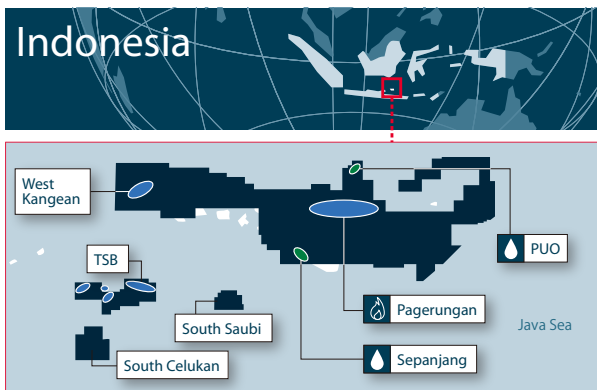 Indonesia
West
Kangean
TSB
PUO
South Saubi
Pagerungan
Java Sea
South Celukan
Sepanjang